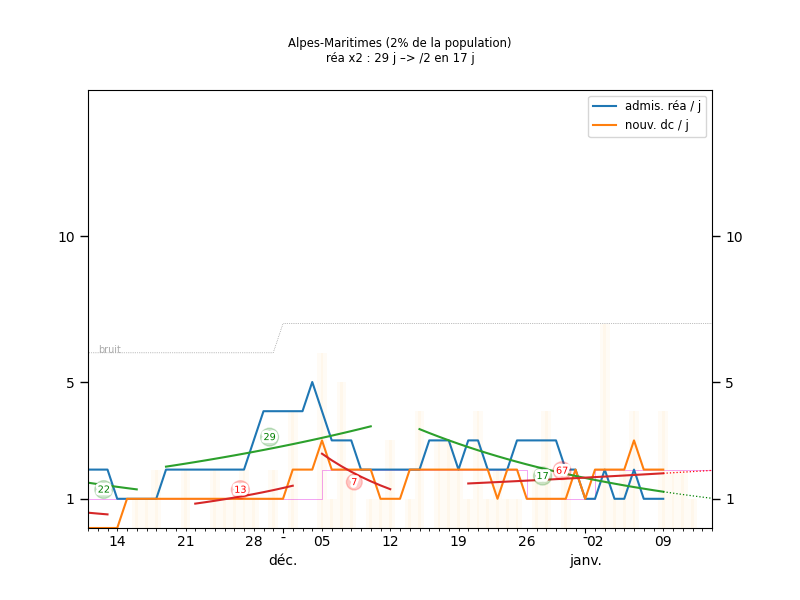 Alpes-Maritimes (2% de la population)
réa x2 : 29 j –> /2 en 17 j
admis. réa / j
nouv. dc / j
10 10
bruit
5 5
29
67
17
22 13 7
1 1
14 21 28 - 05 12 19 26 - 02 09
déc. janv.